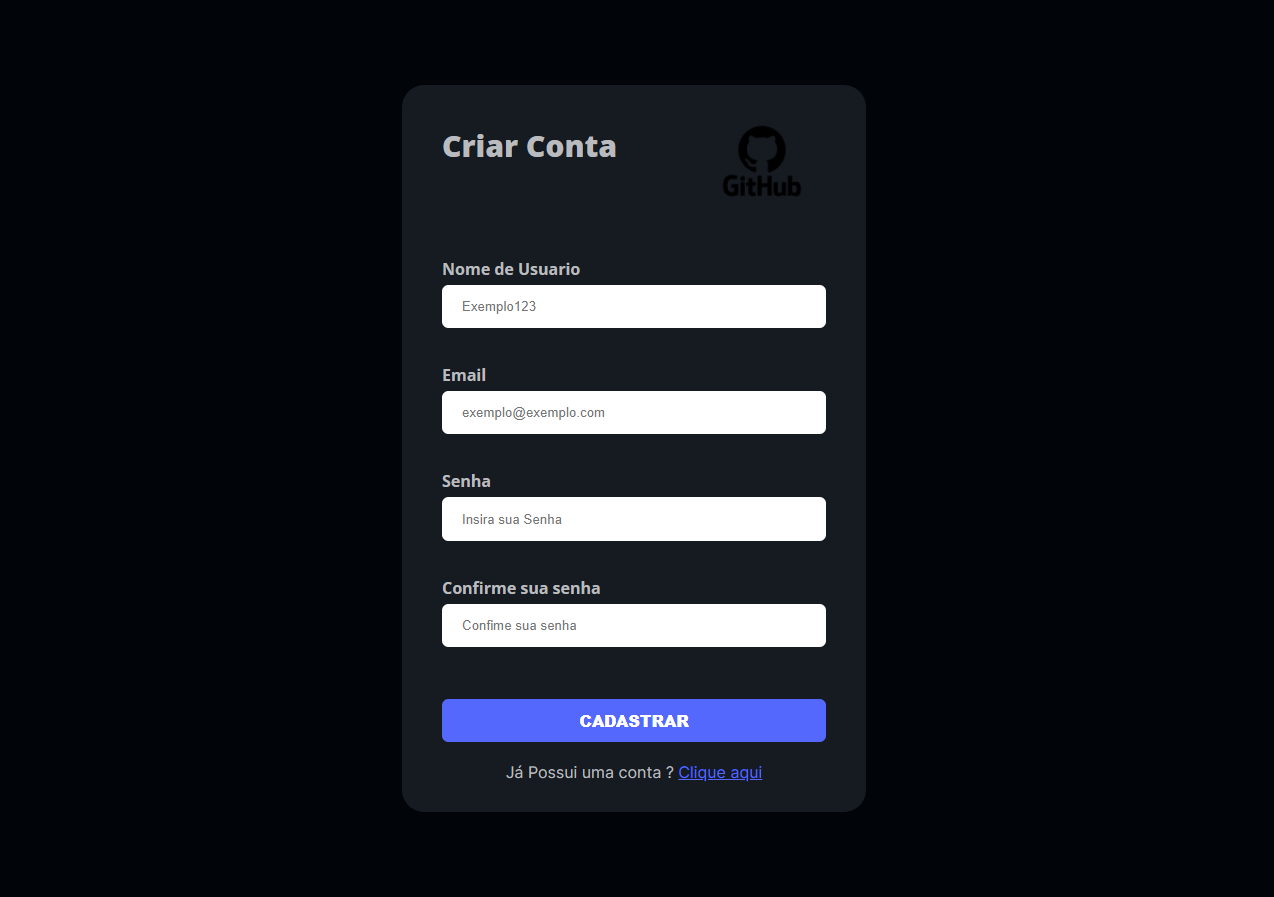 Criar Conta
GitHub
Nome de Usuario
Exemplo123
Email
exemplo@exemplo.com
Senha
Insira sua Senha
Confirme sua senha
Confime sua senha
CADASTRAR
Já Possui uma conta ? Clique aqui